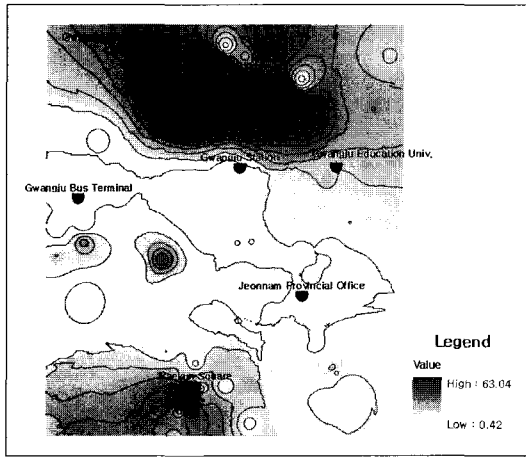 Gwangju Station
Gwangju Education Univ.
Gwangju Bus Terminal
Jeonnam Provincial Office
Square
Legend
Value
High : 63.04
Low : 0.42